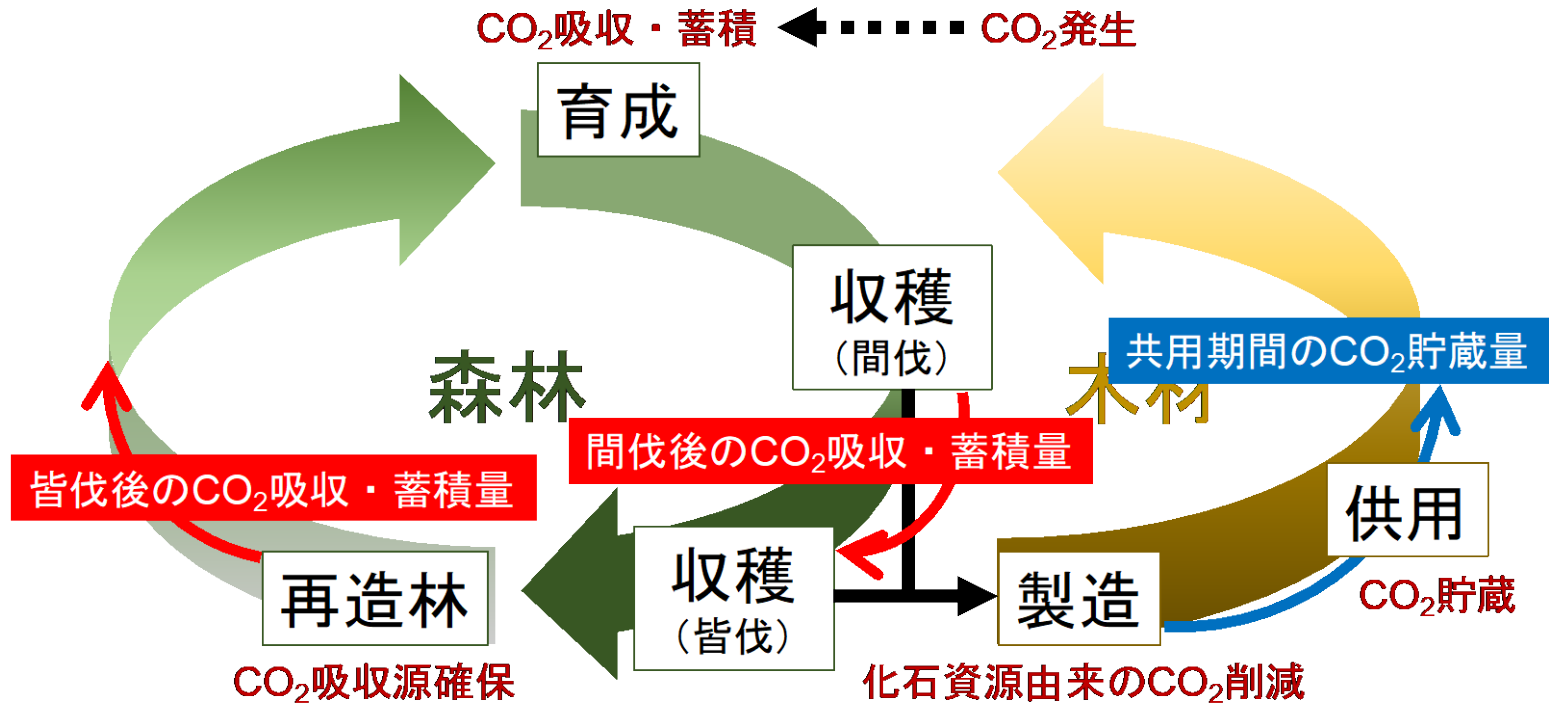 CO₂吸収・蓄積
CO₂発生
育成
収穫
（間伐）
森林
木材
共用期間のCO₂貯蔵量
間伐後のCO₂吸収・蓄積量
皆伐後のCO₂吸収・蓄積量
供用
収穫
（皆伐）
再造林
製造
CO₂貯蔵
CO₂吸収源確保
化石資源由来のCO₂削減